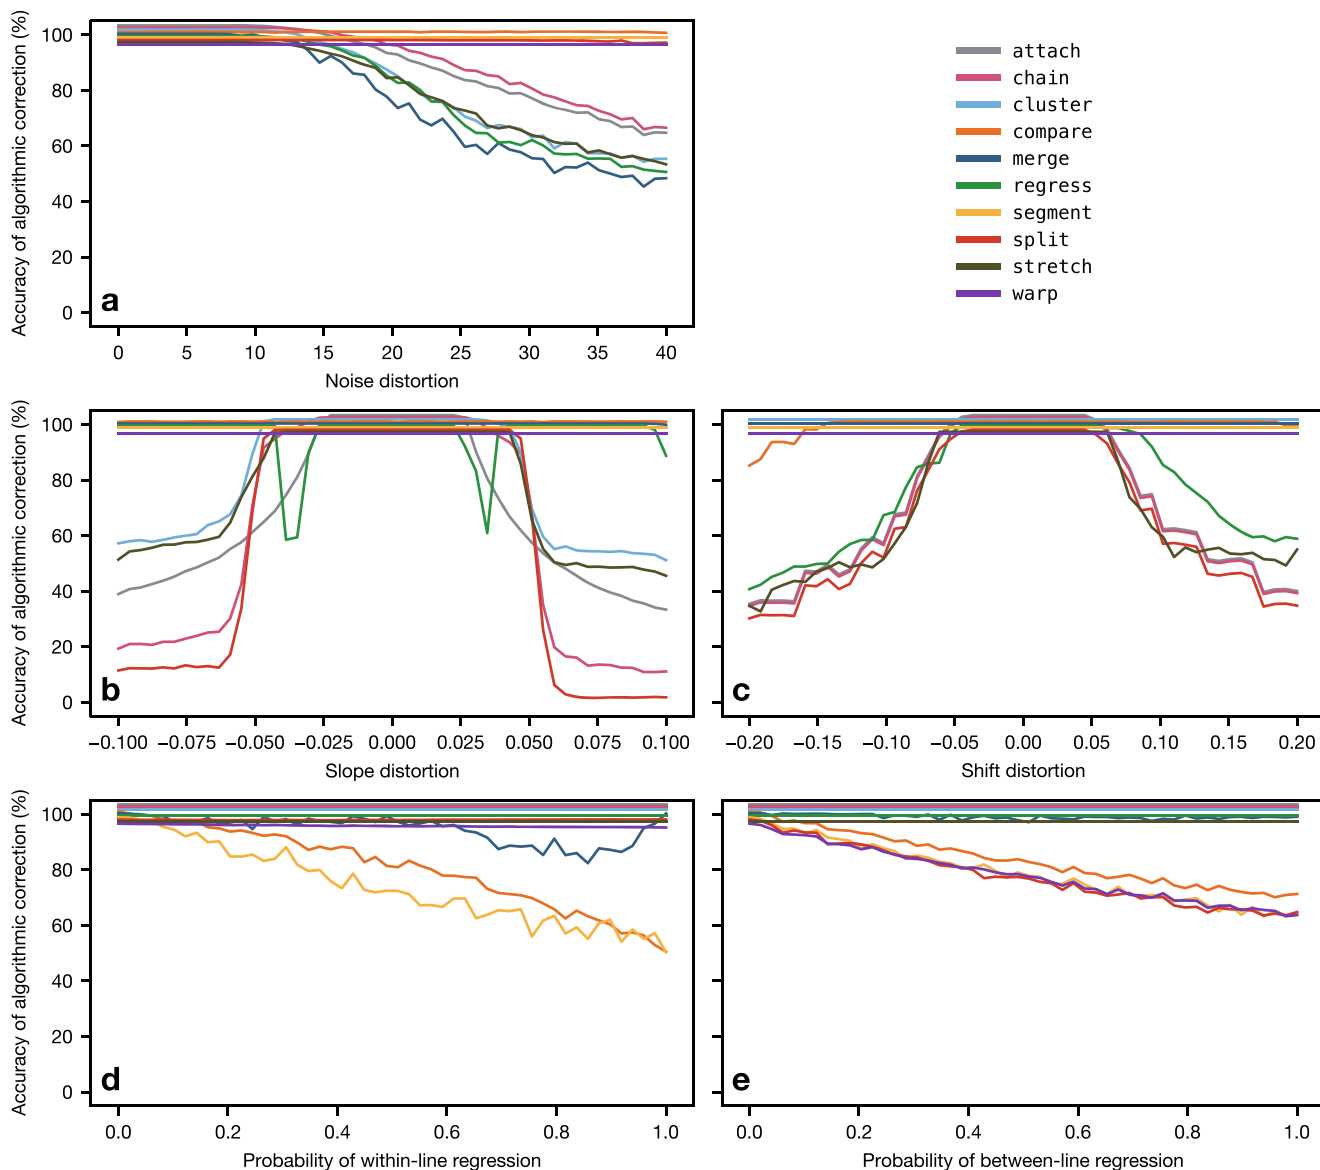 Accuracy of algorithmic correction (%)
100
80
60
40
20
0
a
0 5 10 15 20 25 30 35 40
Noise distortion
attach
chain
cluster
compare
merge
regress
segment
split
stretch
warp
Accuracy of algorithmic correction (%)
100
80
60
40
20
0
b
−0.100 −0.075 −0.050 −0.025 0.000 0.025 0.050 0.075 0.100
Slope distortion
c
−0.20 −0.15 −0.10 −0.05 0.00 0.05 0.10 0.15 0.20
Shift distortion
Accuracy of algorithmic correction (%)
100
80
60
40
20
0
d
0.0 0.2 0.4 0.6 0.8 1.0
Probability of within-line regression
e
0.0 0.2 0.4 0.6 0.8 1.0
Probability of between-line regression